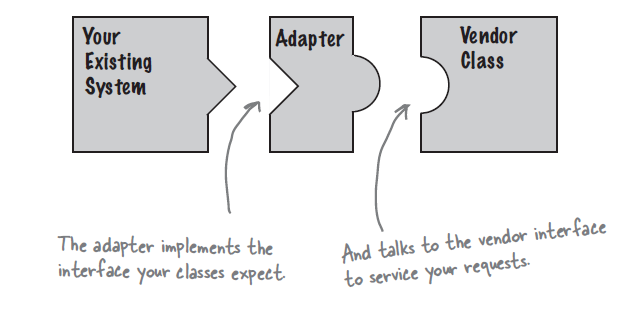 Your
Existing
System
Adapter
Vendor
Class
The adapter implements the
interface your classes expect.
And talks to the vendor interface
to service your requests.